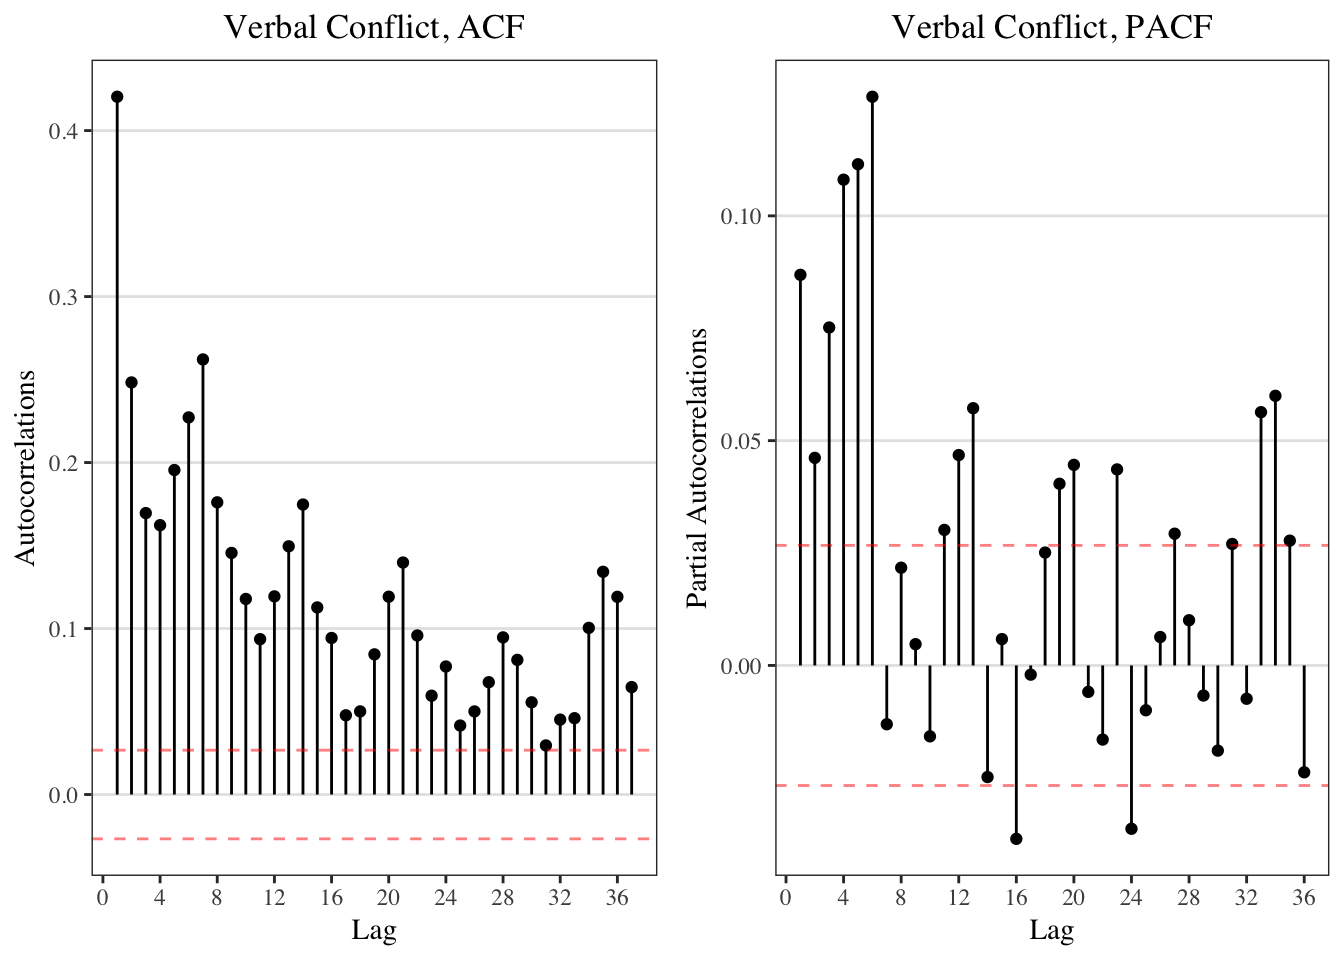 Verbal Conflict, ACF
Autocorrelations
0.4
0.3
0.2
0.1
0.0
0 4 8 12 16 20 24 28 32 36
Lag
Verbal Conflict, PACF
Partial Autocorrelations
0.10
0.05
0.00
0 4 8 12 16 20 24 28 32 36
Lag